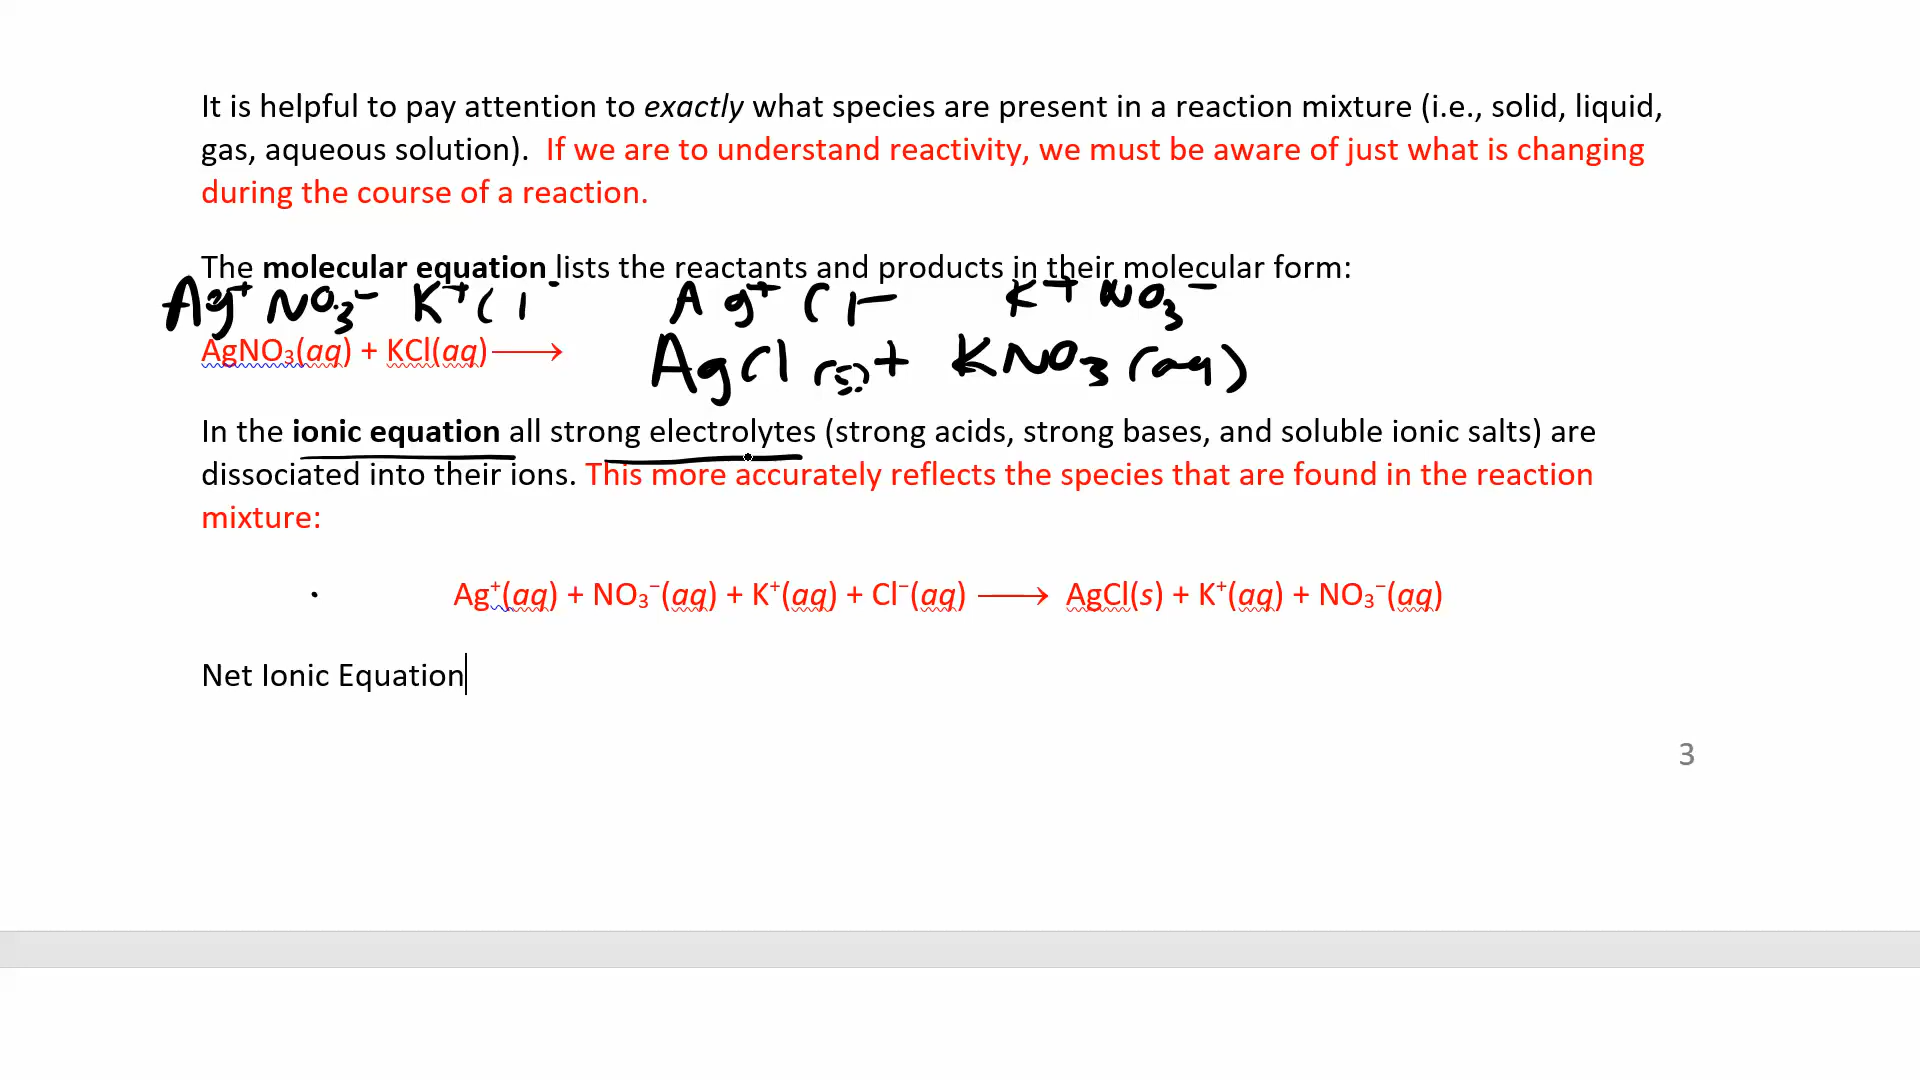 It is helpful to pay attention to exactly what species are present in a reaction mixture (i.e., solid, liquid,
gas, aqueous solution). If we are to understand reactivity, we must be aware of just what is changing
during the course of a reaction.
The molecular equation lists the reactants and products in their molecular form:
Ag⁺ NO₃⁻ K⁺ Cl⁻ Ag⁺ Cl⁻ K⁺ NO₃⁻
AgNO₃(aq) + KCl(aq) ⟶ AgCl(s) + KNO₃(aq)
In the ionic equation all strong electrolytes (strong acids, strong bases, and soluble ionic salts) are
dissociated into their ions. This more accurately reflects the species that are found in the reaction
mixture:
Ag⁺(aq) + NO₃⁻(aq) + K⁺(aq) + Cl⁻(aq) ⟶ AgCl(s) + K⁺(aq) + NO₃⁻(aq)
Net Ionic Equation
3